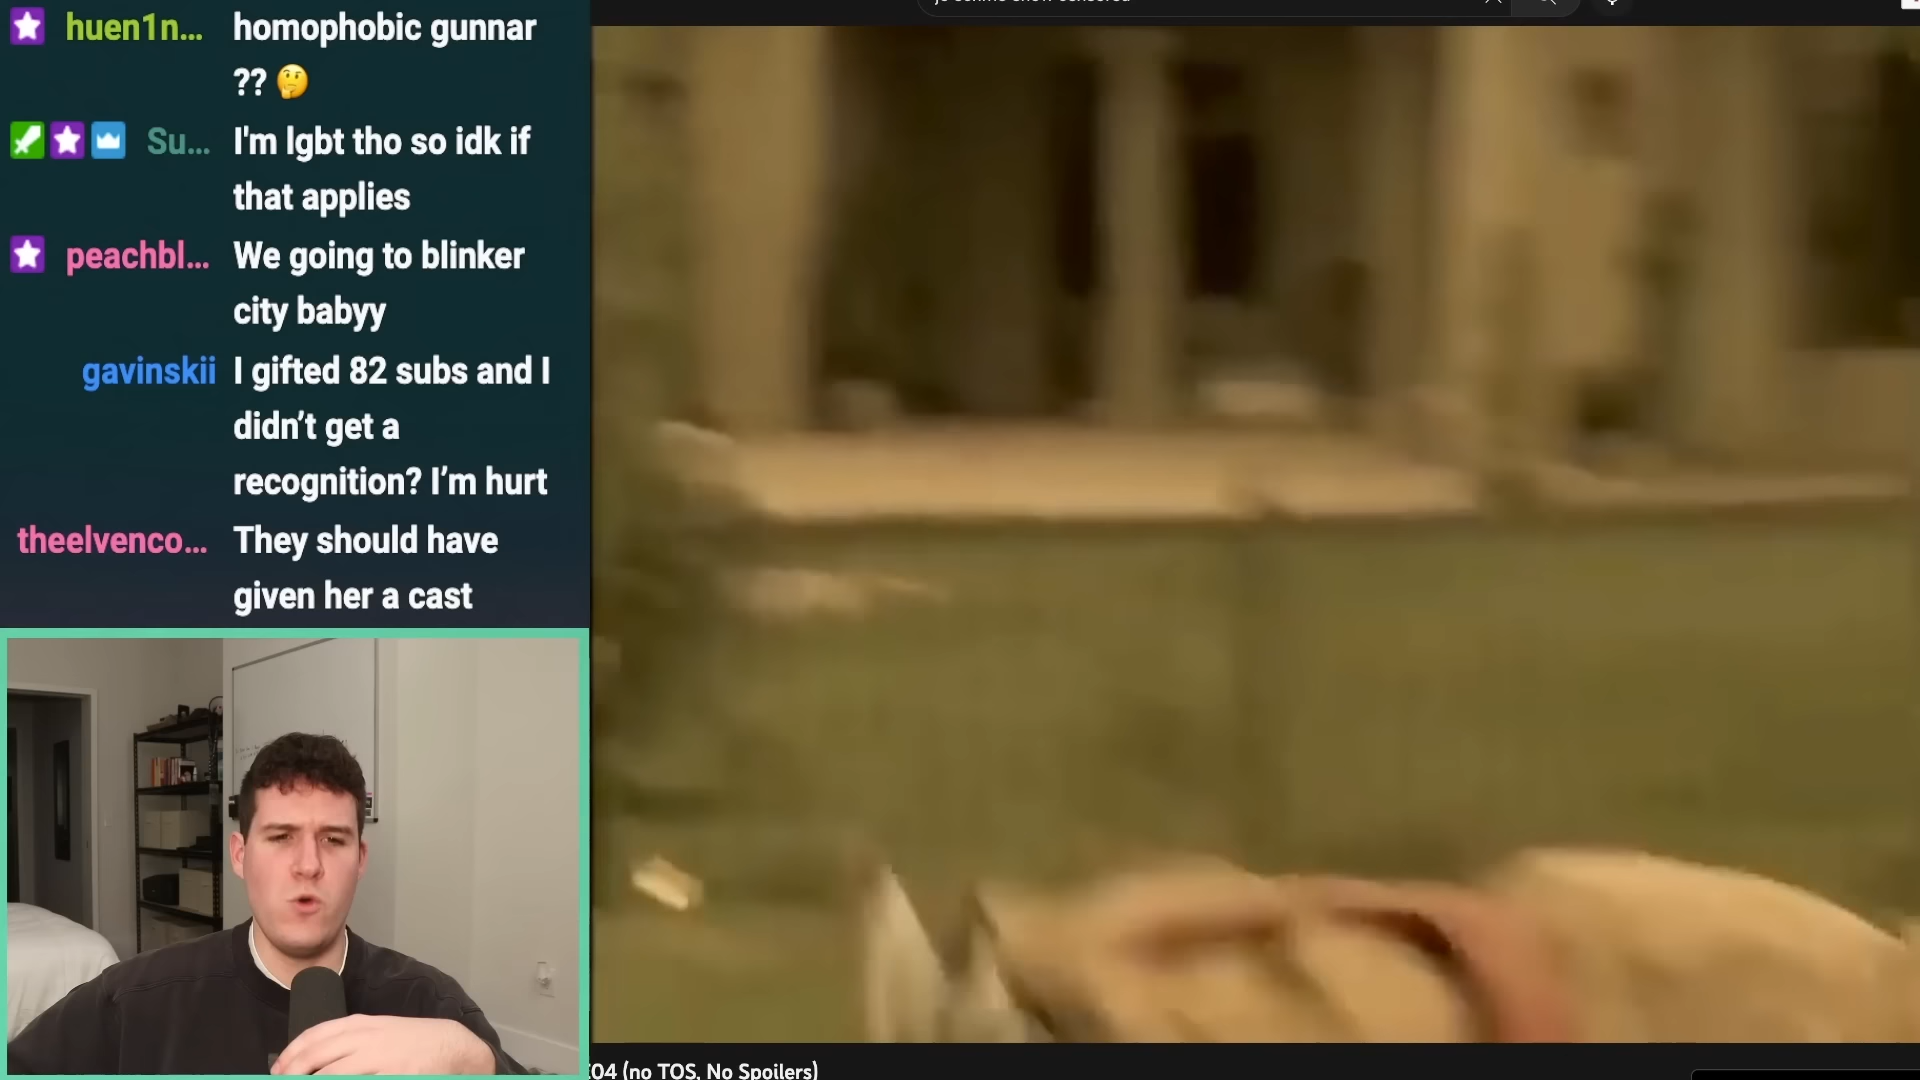 huen1n... homophobic gunnar
?? 🤔
Su... I'm lgbt tho so idk if
that applies
peachbl... We going to blinker
city babyy
gavinskii I gifted 82 subs and I
didn’t get a
recognition? I’m hurt
theelvenco... They should have
given her a cast
04 (no TOS, No Spoilers)